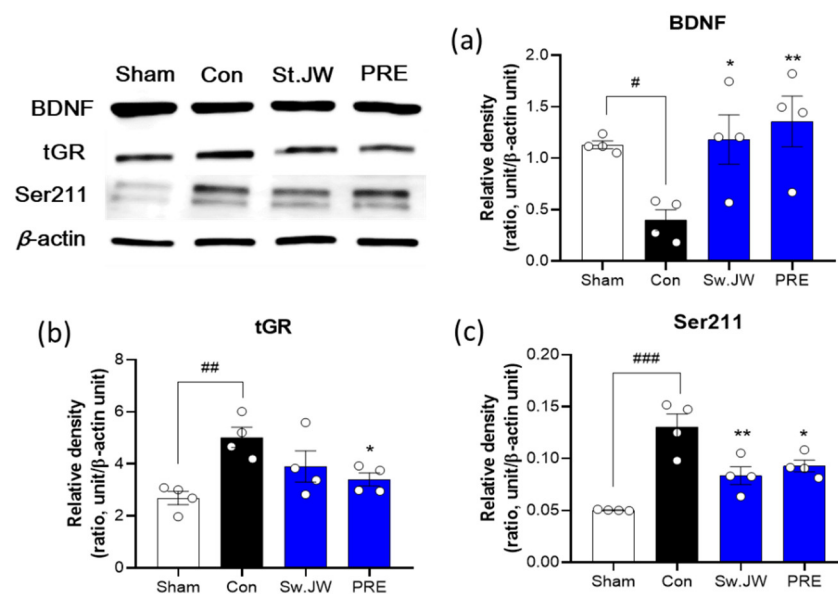 Sham Con St.JW PRE
BDNF
tGR
Ser211
β-actin
(a)
BDNF
Relative density
(ratio, unit/β-actin unit)
2.0
1.5
1.0
0.5
0.0
#
*
**
Sham Con Sw.JW PRE
(b)
tGR
Relative density
(ratio, unit/β-actin unit)
8
6
4
2
0
##
*
Sham Con Sw.JW PRE
(c)
Ser211
Relative density
(ratio, unit/β-actin unit)
0.20
0.15
0.10
0.05
0.00
###
**
*
Sham Con Sw.JW PRE